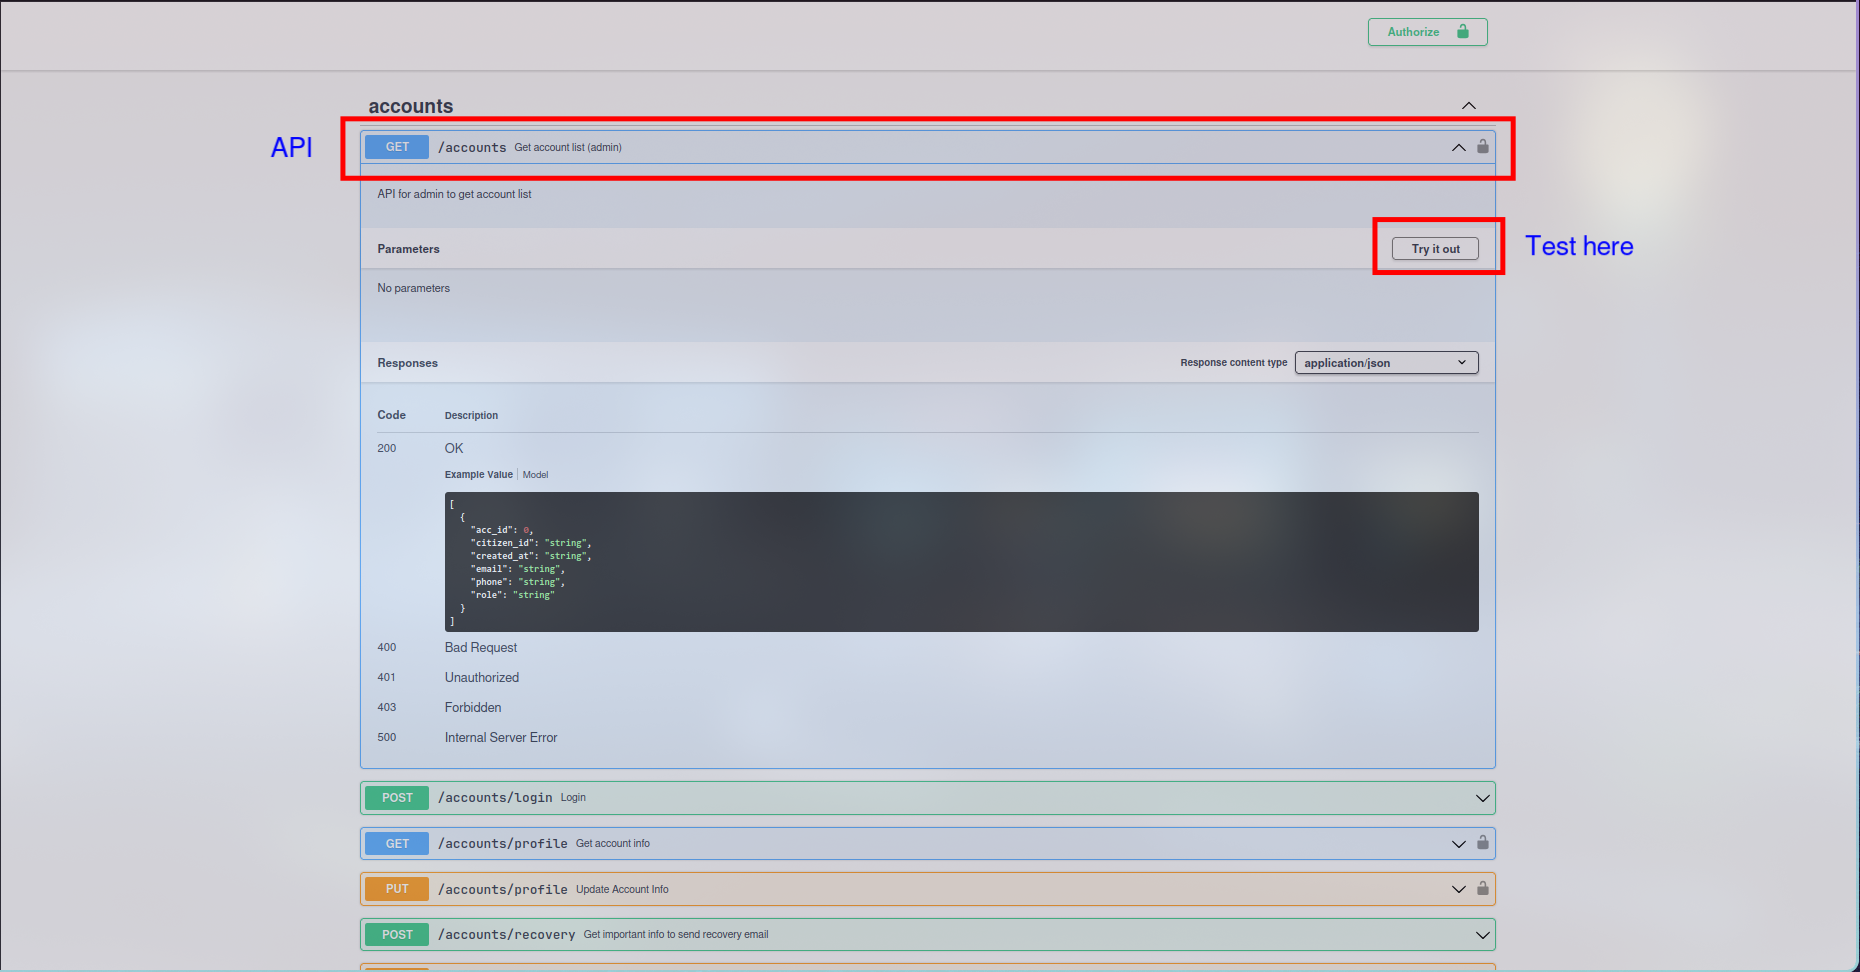 Authorize
accounts
API
GET /accounts Get account list (admin)
API for admin to get account list
Parameters
Try it out
Test here
No parameters
Responses
Response content type application/json
Code Description
200 OK
Example Value Model
[
{
"acc_id": 0,
"citizen_id": "string",
"created_at": "string",
"email": "string",
"phone": "string",
"role": "string"
}
]
400 Bad Request
401 Unauthorized
403 Forbidden
500 Internal Server Error
POST /accounts/login Login
GET /accounts/profile Get account info
PUT /accounts/profile Update Account Info
POST /accounts/recovery Get important info to send recovery email